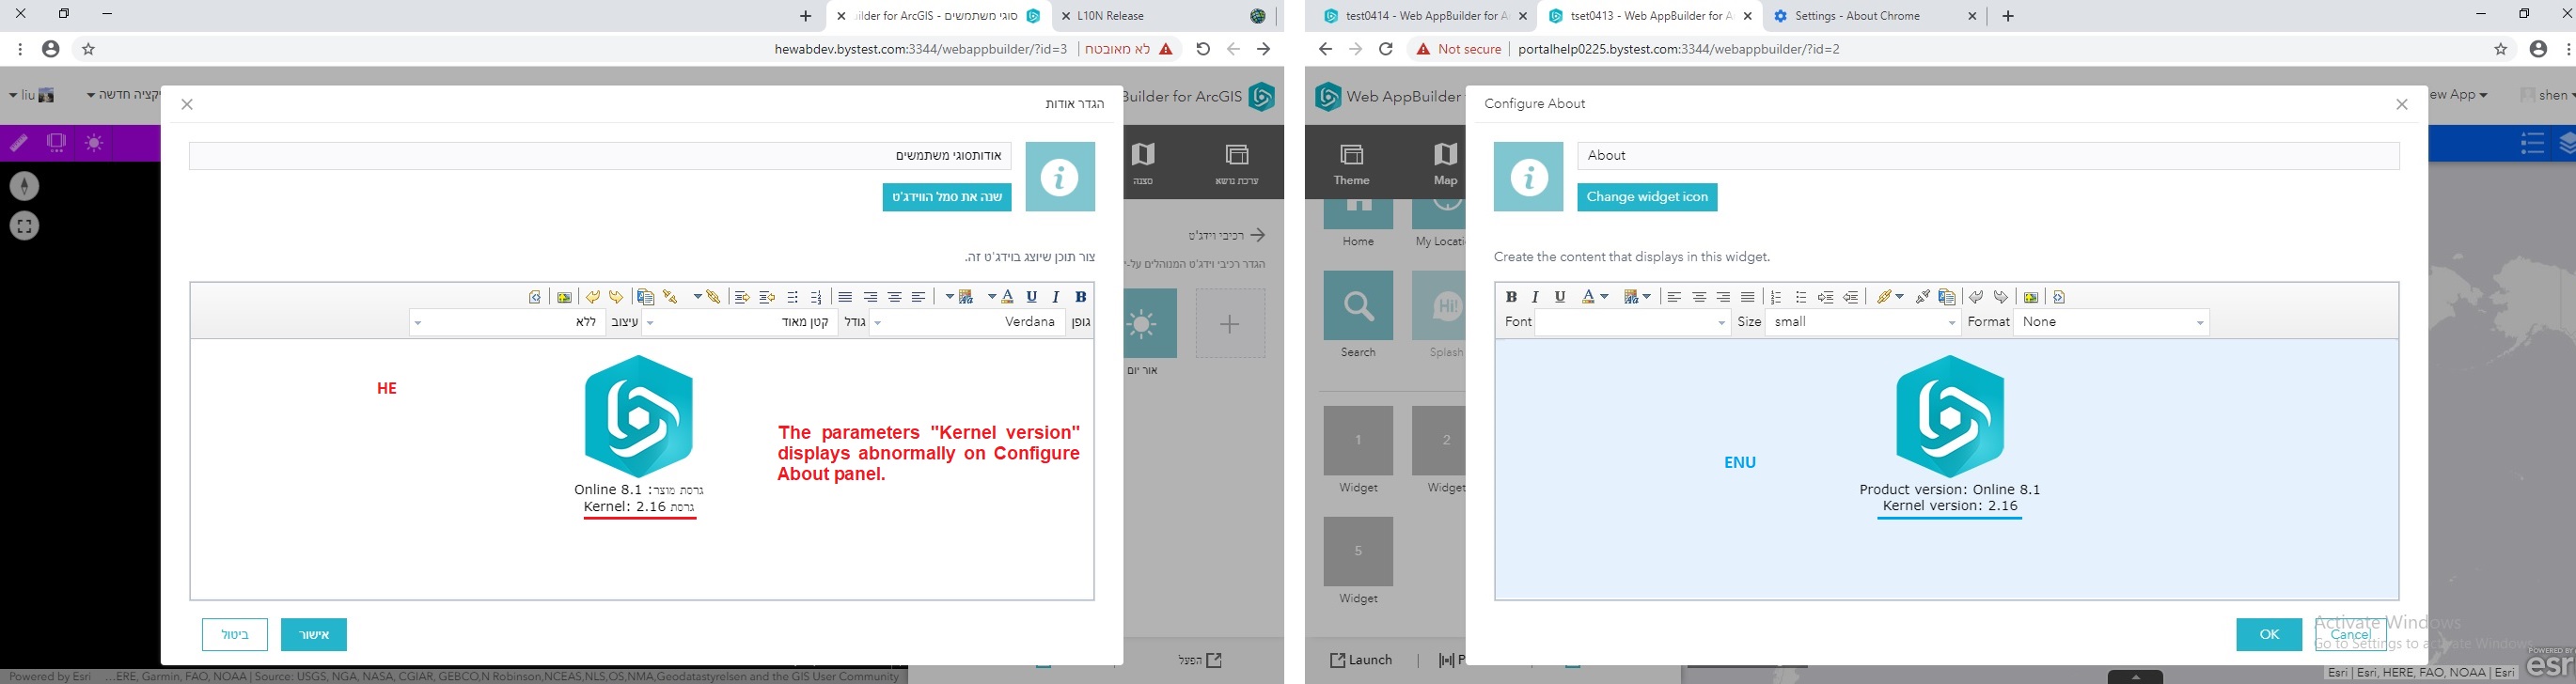 ilder for ArcGIS - סוגי משתמשים
L10N Release
hewabdev.bystest.com:3344/webappbuilder/?id=3
לא מאובטח
liu
יקציה חדשה
Builder for ArcGIS
הגדר אודות
אודותסוגי משתמשים
שנה את סמל הווידג'ט
סצנה
ערכת נושא
רכיבי וידג'ט
הגדר רכיבי וידג'ט המנוהלים על-י
צור תוכן שיוצג בוידג'ט זה.
B I U A
גופן Verdana גודל קטן מאוד עיצוב ללא
אור יום
HE
The parameters "Kernel version"
displays abnormally on Configure
About panel.
גרסת מוצר: Online 8.1
גרסת Kernel: 2.16
אישור
ביטול
הפעל
Powered by Esri
...ERE, Garmin, FAO, NOAA | Source: USGS, NGA, NASA, CGIAR, GEBCO,N Robinson,NCEAS,NLS,OS,NMA,Geodatastyrelsen and the GIS User Community
test0414 - Web AppBuilder for A
tset0413 - Web AppBuilder for A
Settings - About Chrome
Not secure
portalhelp0225.bystest.com:3344/webappbuilder/?id=2
Web AppBuilder
ew App
shen
Configure About
Theme
Map
About
Change widget icon
Home
My Locati
Create the content that displays in this widget.
B I U A
Font Size small Format None
Search
Hi!
Splash
ENU
Product version: Online 8.1
Kernel version: 2.16
1
2
Widget
Widget
5
Widget
OK
Cancel
Activate Windows
Go to Settings to activate Windows.
Launch
P
Esri | Esri, HERE, FAO, NOAA | Esri
POWERED BY
esri